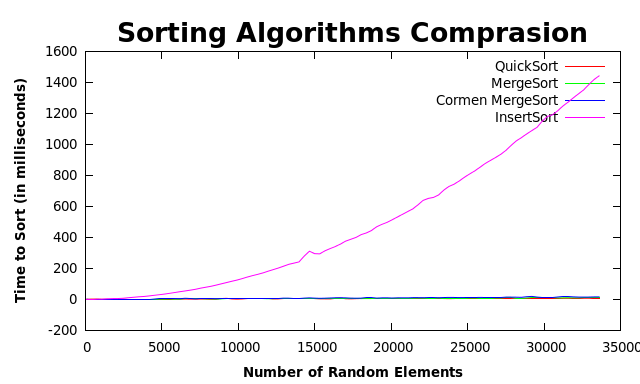 Sorting Algorithms Comprasion
1600
1400
1200
1000
800
600
400
200
0
-200
Time to Sort (in milliseconds)
QuickSort
MergeSort
Cormen MergeSort
InsertSort
0 5000 10000 15000 20000 25000 30000 35000
Number of Random Elements